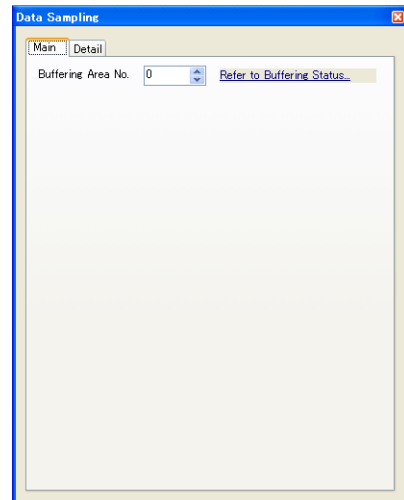 Data Sampling
Main Detail
Buffering Area No. 0 Refer to Buffering Status...